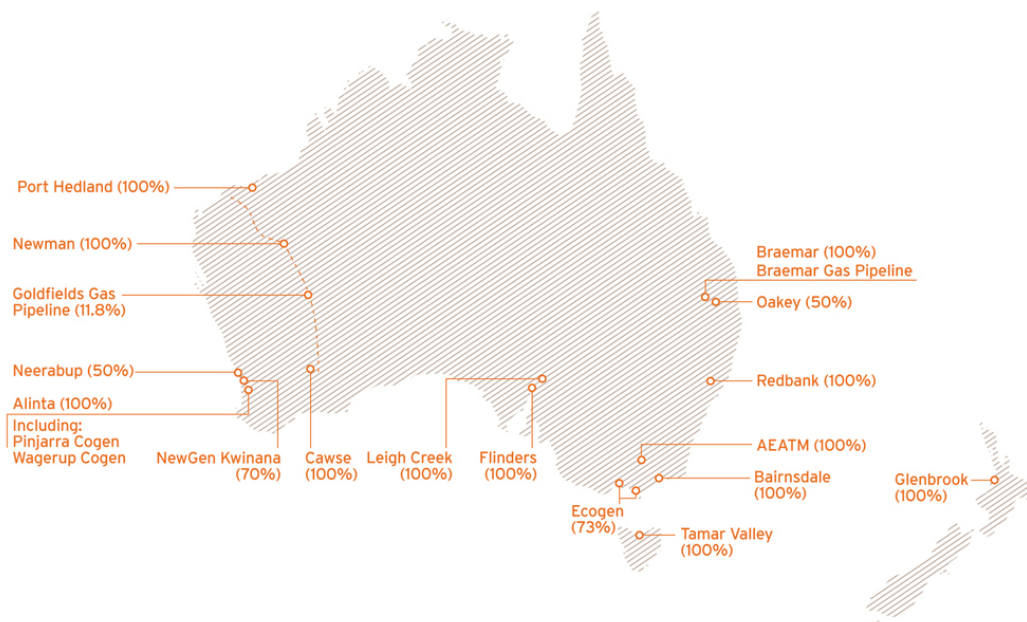 Port Hedland (100%)
Newman (100%)
Goldfields Gas
Pipeline (11.8%)
Neerabup (50%)
Alinta (100%)
Including:
Pinjarra Cogen
Wagerup Cogen
NewGen Kwinana
(70%)
Cawse
(100%)
Leigh Creek
(100%)
Flinders
(100%)
Braemar (100%)
Braemar Gas Pipeline
Oakey (50%)
Redbank (100%)
AEATM (100%)
Bairnsdale
(100%)
Ecogen
(73%)
Tamar Valley
(100%)
Glenbrook
(100%)